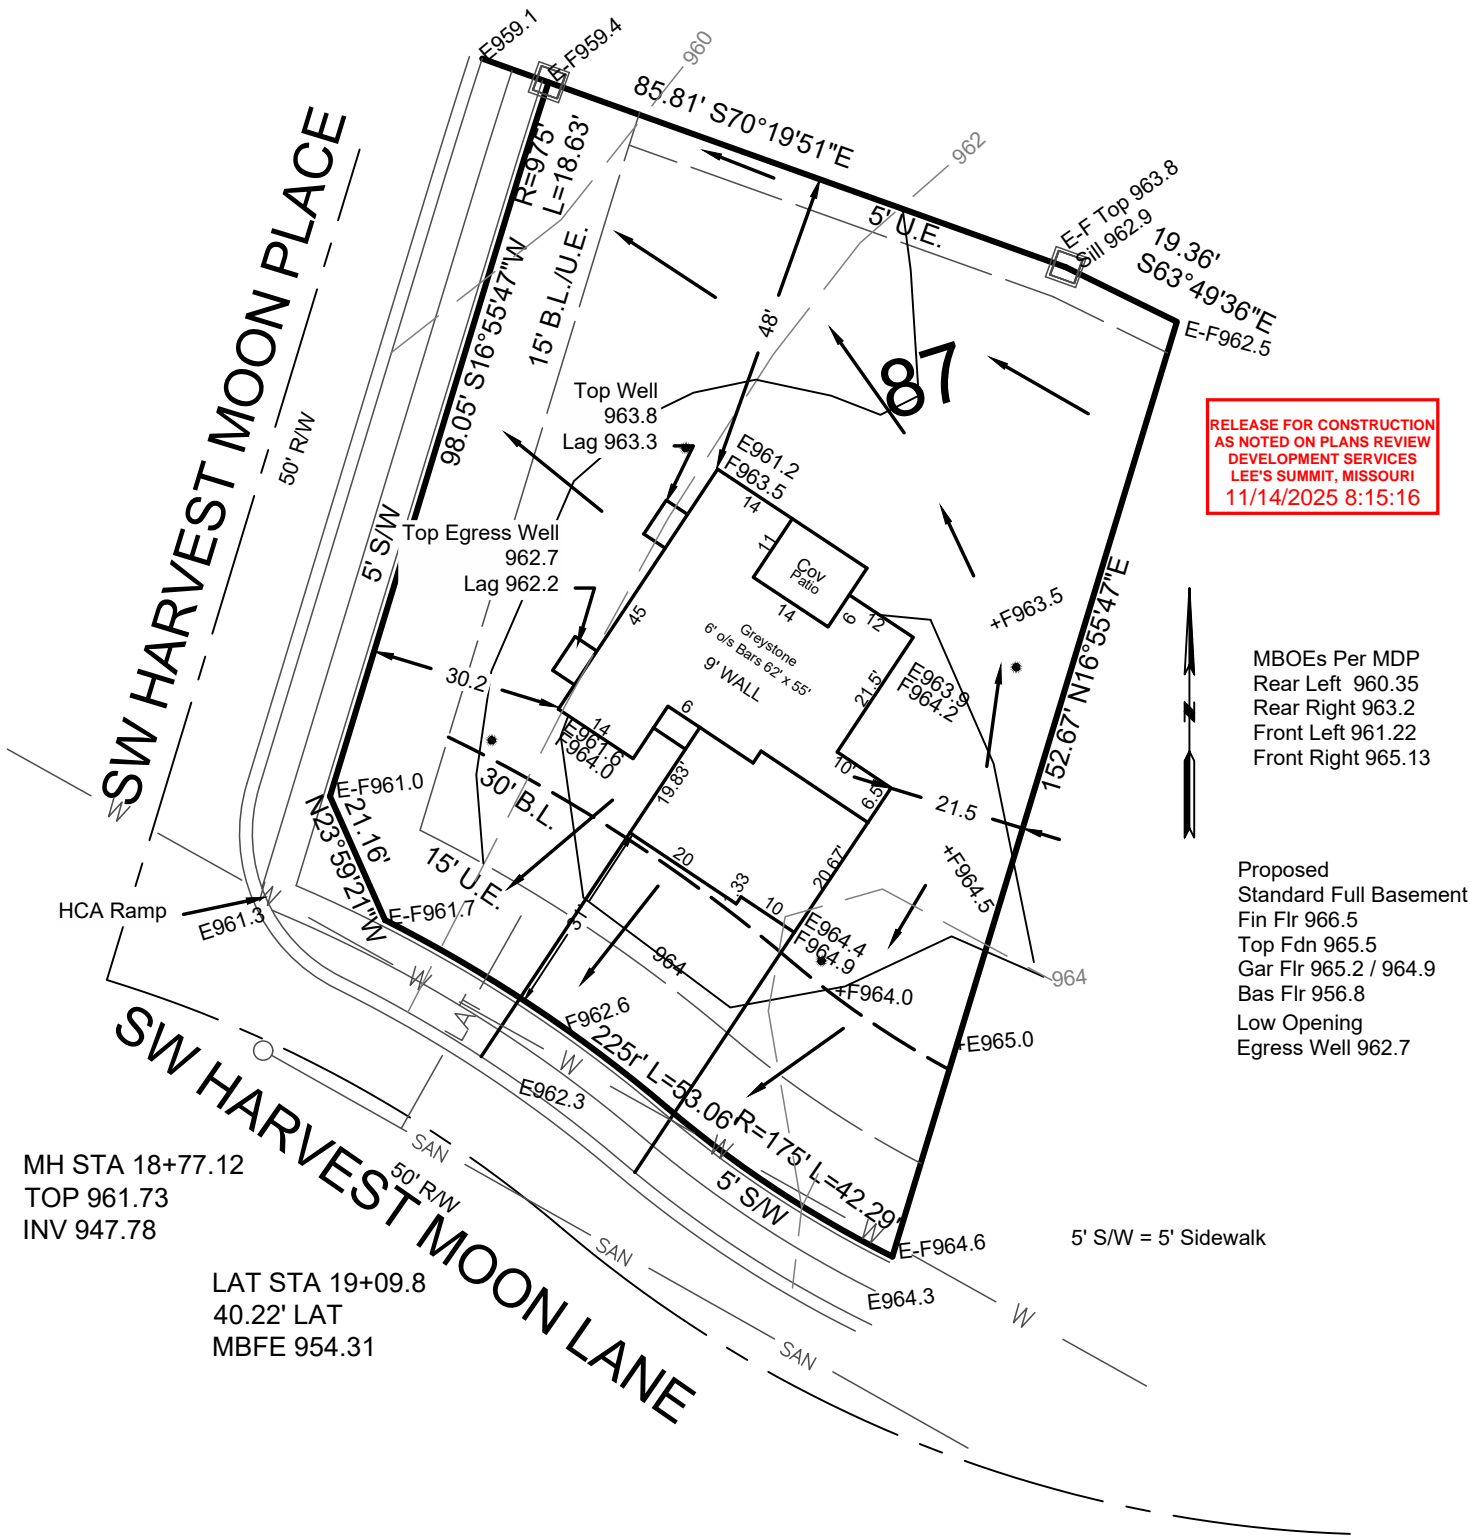 E959.1
E-F959.4
960
85.81' S70°19'51"E
962
E-F Top 963.8
Sill 962.9
19.36'
S63°49'36"E
E-F962.5
R=975'
L=18.63'
5' U.E.
15' B.L./U.E.
98.05' S16°55'47"W
SW HARVEST MOON PLACE
50' R/W
5' S/W
48'
87
Top Well
963.8
Lag 963.3
E961.2
F963.5
14
11
Cov
Patio
14
6
12
RELEASE FOR CONSTRUCTION
AS NOTED ON PLANS REVIEW
DEVELOPMENT SERVICES
LEE'S SUMMIT, MISSOURI
11/14/2025 8:15:16
Top Egress Well
962.7
Lag 962.2
45
Greystone
6' o/s Bars 62' x 55'
9' WALL
21.5'
E963.9
F964.2
+F963.5
152.67' N16°55'47"E
MBOEs Per MDP
Rear Left 960.35
Rear Right 963.2
Front Left 961.22
Front Right 965.13
30.2
14
E961.6
F964.0
6
19.83'
10'
6.5'
21.5
E-F961.0
21.16'
N23°59'21"W
30' B.L.
15' U.E.
20
.33
10
20.67'
+F964.5
W
HCA Ramp
E961.3
W
E-F961.7
31
964
E964.4
F964.9
+F964.0
964
+E965.0
Proposed
Standard Full Basement
Fin Flr 966.5
Top Fdn 965.5
Gar Flr 965.2 / 964.9
Bas Flr 956.8
Low Opening
Egress Well 962.7
W
LAT
F962.6
W
E962.3
225r' L=53.06'
R=175' L=42.29'
W
5' S/W
W
E-F964.6
E964.3
W
SW HARVEST MOON LANE
50' R/W
SAN
SAN
SAN
MH STA 18+77.12
TOP 961.73
INV 947.78
LAT STA 19+09.8
40.22' LAT
MBFE 954.31
5' S/W = 5' Sidewalk